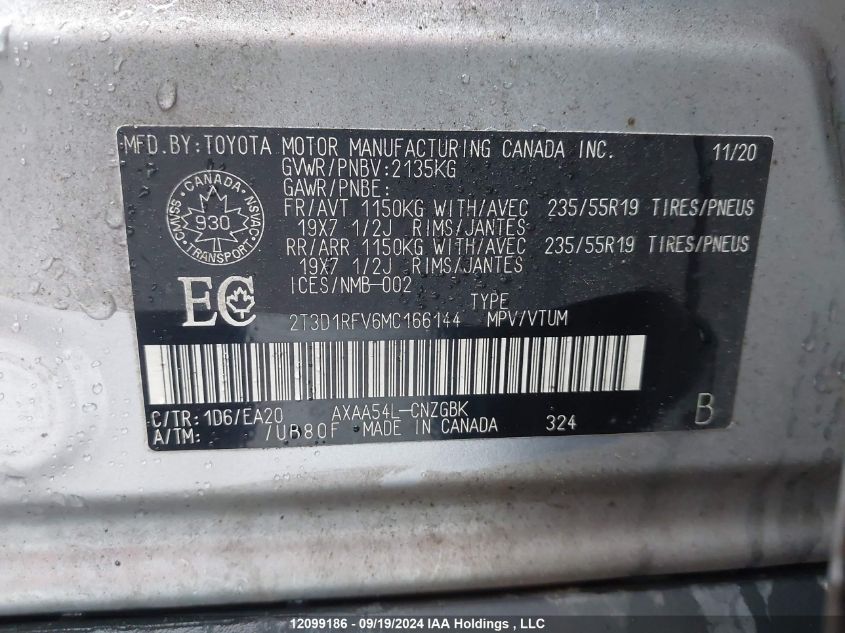 MFD.BY:TOYOTA MOTOR MANUFACTURING CANADA INC. 11/20
GVWR/PNBV:2135KG
GAWR/PNBE:
FR/AVT 1150KG WITH/AVEC 235/55R19 TIRES/PNEUS
19X7 1/2J RIMS/JANTES
RR/ARR 1150KG WITH/AVEC 235/55R19 TIRES/PNEUS
19X7 1/2J RIMS/JANTES
ICES/NMB-002
CANADA
CMVSS 930 NSVAC
TRANSPORT
EC
TYPE
2T3D1RFV6MC166144 MPV/VTUM
C/TR:1D6/EA20 AXAA54L-CNZGBK B
A/TM: /UB80F MADE IN CANADA 324
12099186 - 09/19/2024 IAA Holdings , LLC